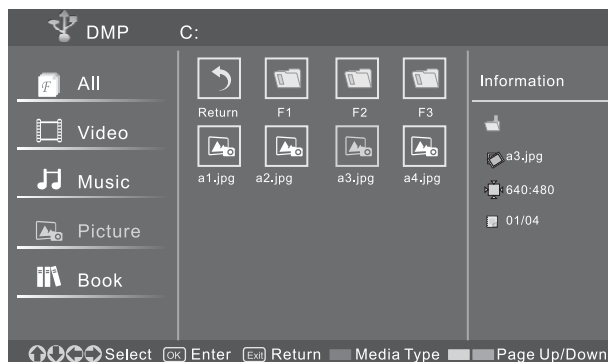 DMP C:
All
Video
Music
Picture
Book
Return F1 F2 F3
a1.jpg a2.jpg a3.jpg a4.jpg
Information
a3.jpg
640:480
01/04
Select OK Enter Exit Return Media Type Page Up/Down